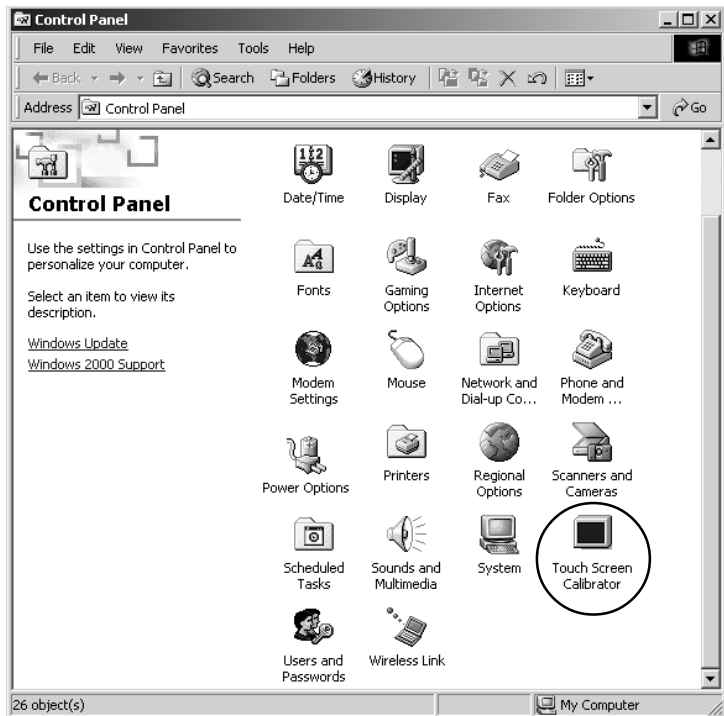 Control Panel
File Edit View Favorites Tools Help
Back Search Folders History
Address Control Panel Go
Control Panel
Use the settings in Control Panel to
personalize your computer.
Select an item to view its
description.
Windows Update
Windows 2000 Support
Date/Time Display Fax Folder Options
Fonts Gaming
Options Internet
Options Keyboard
Modem
Settings Mouse Network and
Dial-up Co... Phone and
Modem ...
Power Options Printers Regional
Options Scanners and
Cameras
Scheduled
Tasks Sounds and
Multimedia System Touch Screen
Calibrator
Users and
Passwords Wireless Link
26 object(s) My Computer